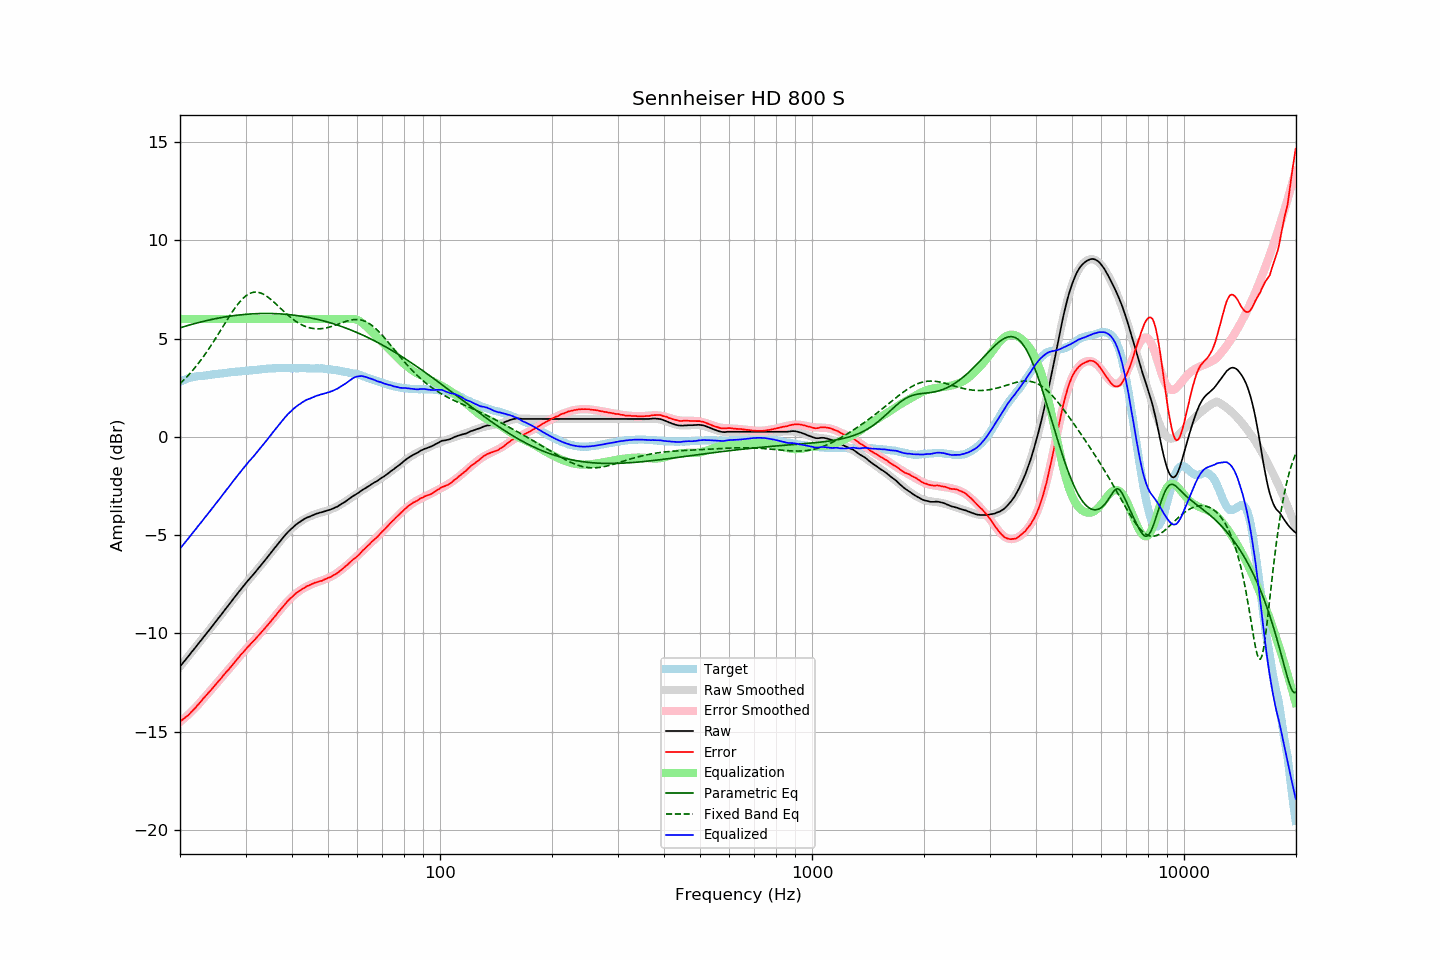 Sennheiser HD 800 S
15
10
5
0
−5
−10
−15
−20
Amplitude (dBr)
Target
Raw Smoothed
Error Smoothed
Raw
Error
Equalization
Parametric Eq
Fixed Band Eq
Equalized
100
1000
10000
Frequency (Hz)